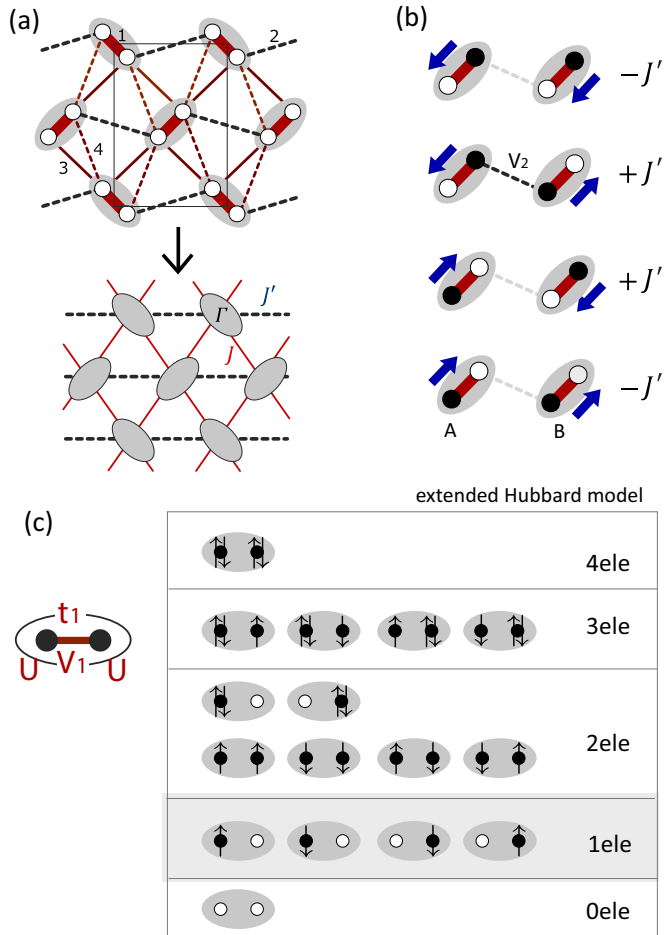 (a)
1
2
3
4
J′
Γ
J
(b)
−J′
V2
+J′
+J′
−J′
A
B
extended Hubbard model
(c)
t1
V1
U
U
4ele
3ele
2ele
1ele
0ele